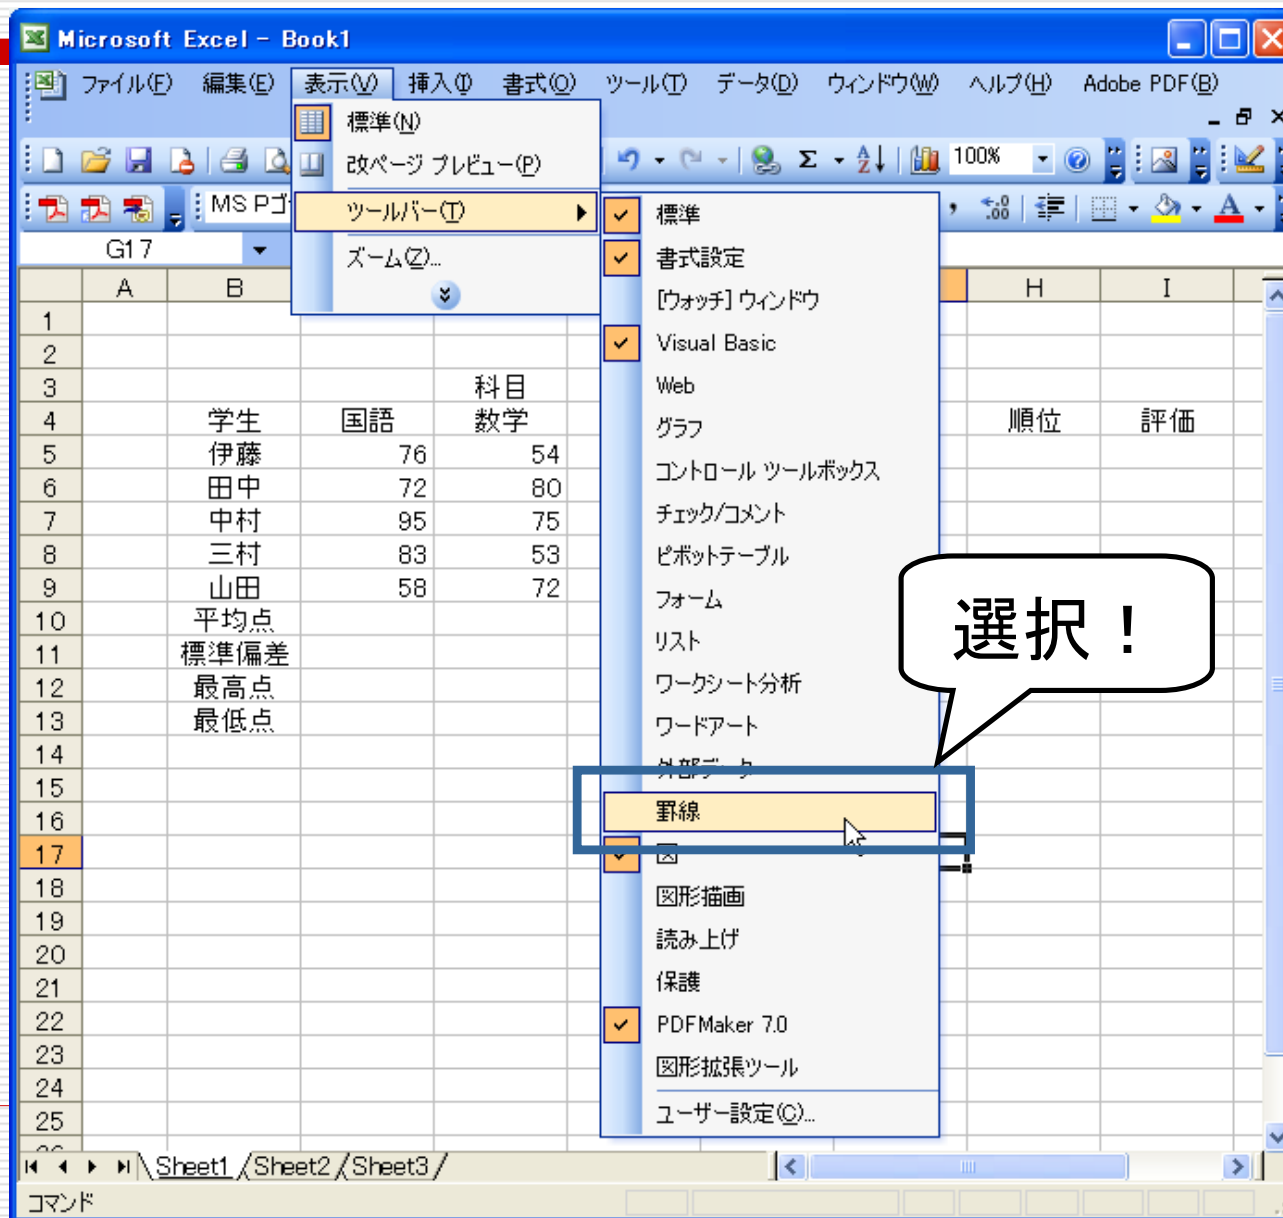 Microsoft Excel - Book1
ファイル(F) 編集(E) 表示(V) 挿入(I) 書式(O) ツール(T) データ(D) ウィンドウ(W) ヘルプ(H) Adobe PDF(B)
標準(N)
改ページ プレビュー(P)
ツールバー(T)
ズーム(Z)...
100%
MS Pゴ
G17
標準
書式設定
[ウォッチ] ウィンドウ
Visual Basic
Web
グラフ
コントロール ツールボックス
チェック/コメント
ピボットテーブル
フォーム
リスト
ワークシート分析
ワードアート
外部データ
罫線
図
図形描画
読み上げ
保護
PDFMaker 7.0
図形拡張ツール
ユーザー設定(C)...
選択！
A B H I
1
2
3 科目
4 学生 国語 数学 順位 評価
5 伊藤 76 54
6 田中 72 80
7 中村 95 75
8 三村 83 53
9 山田 58 72
10 平均点
11 標準偏差
12 最高点
13 最低点
14
15
16
17
18
19
20
21
22
23
24
25
Sheet1 Sheet2 Sheet3
コマンド